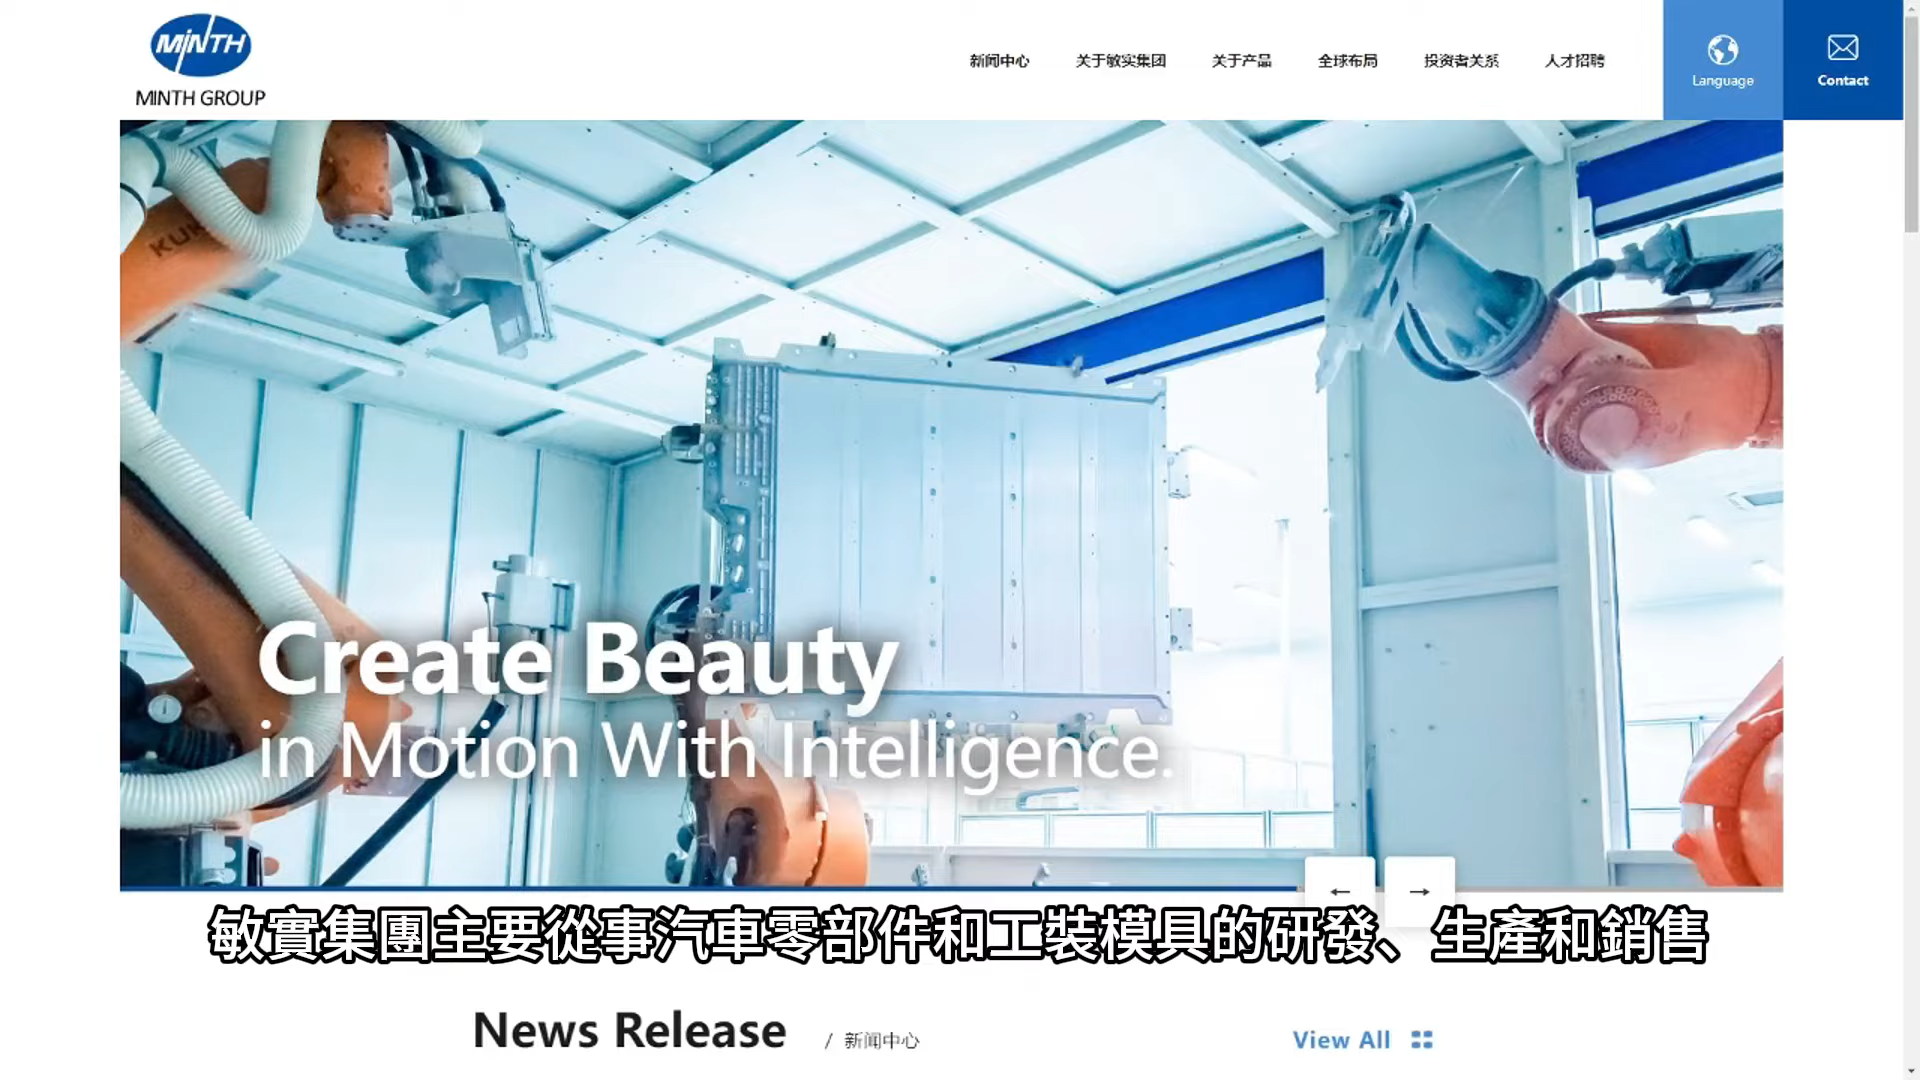 MINTH
MINTH GROUP
新闻中心
关于敏实集团
关于产品
全球布局
投资者关系
人才招聘
Language
Contact
Create Beauty
in Motion With Intelligence.
敏實集團主要從事汽車零部件和工裝模具的研發、生產和銷售
News Release / 新闻中心
View All